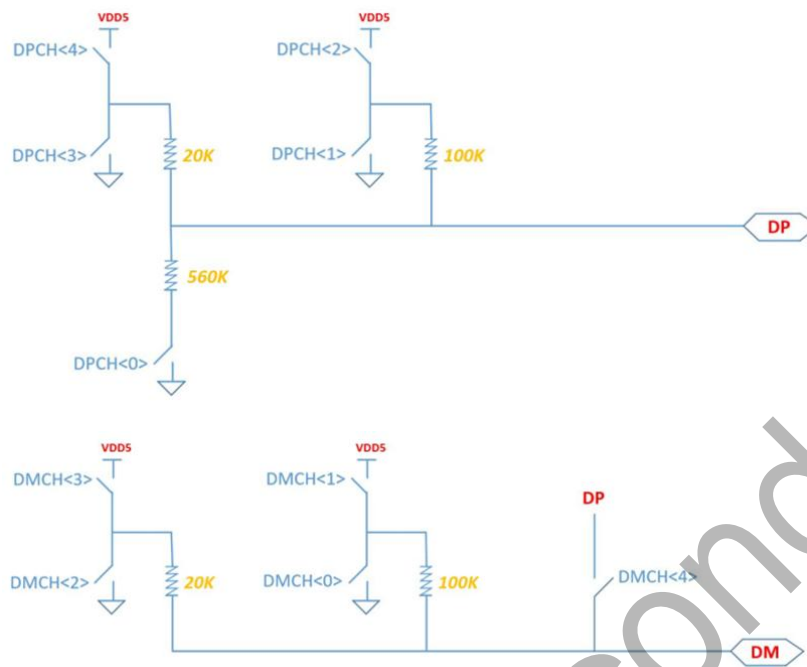 VDD5
VDD5
DPCH<4>
DPCH<2>
DPCH<3>
20K
DPCH<1>
100K
DP
560K
DPCH<0>
VDD5
VDD5
DMCH<3>
DMCH<1>
DP
DMCH<2>
20K
DMCH<0>
100K
DMCH<4>
DM
ond